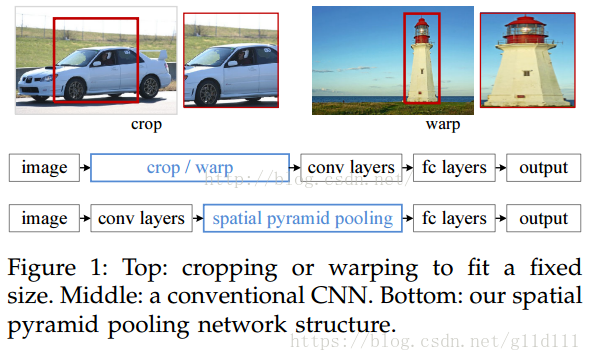 crop
warp
image
crop / warp
conv layers
fc layers
output
http://blog.csdn.net/
image
conv layers
spatial pyramid pooling
fc layers
output
Figure 1: Top: cropping or warping to fit a fixed
size. Middle: a conventional CNN. Bottom: our spatial
pyramid pooling network structure.
https://blog.csdn.net/g11d111